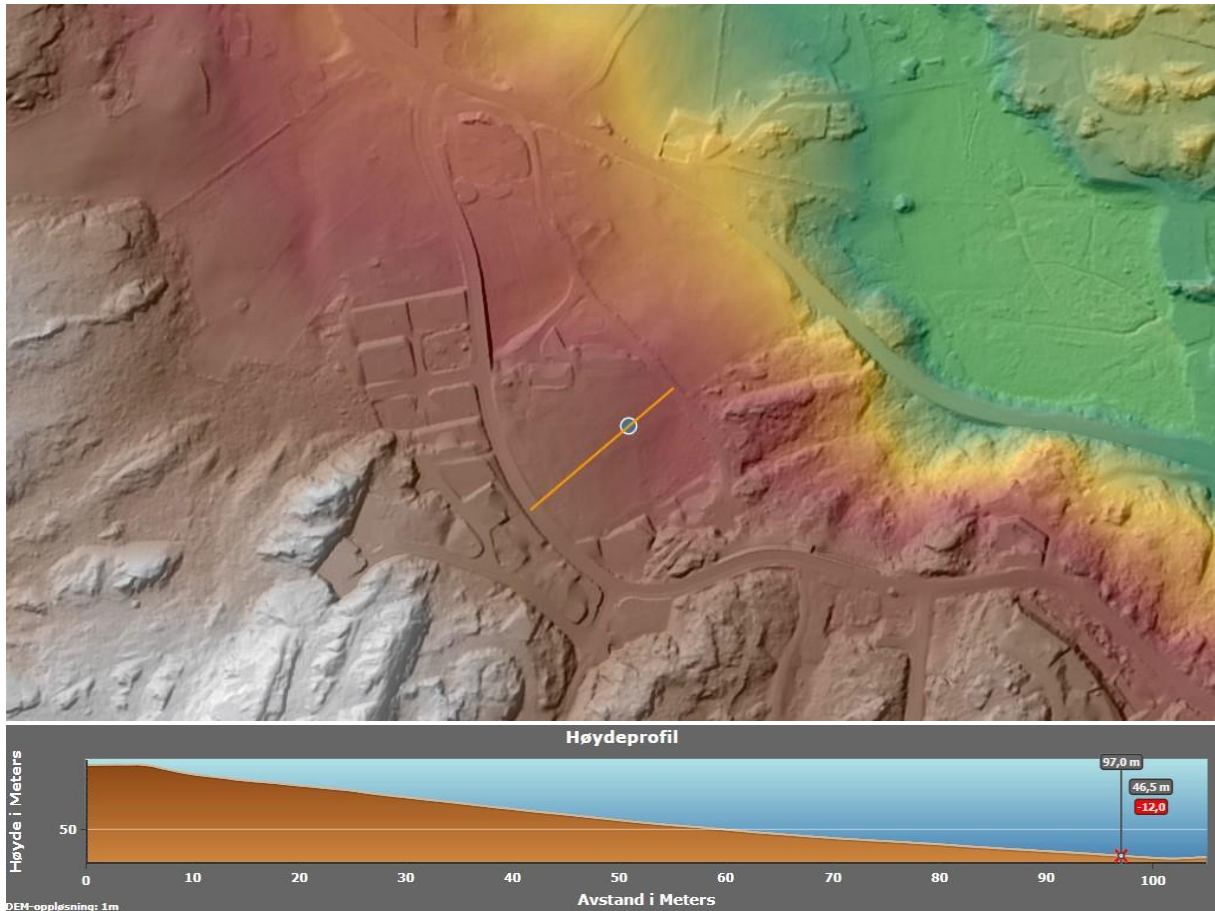 Høydeprofil
Høyde i Meters
97,0 m
46,5 m
-12,0
50
0 10 20 30 40 50 60 70 80 90 100
Avstand i Meters
DEM-oppløsning: 1m